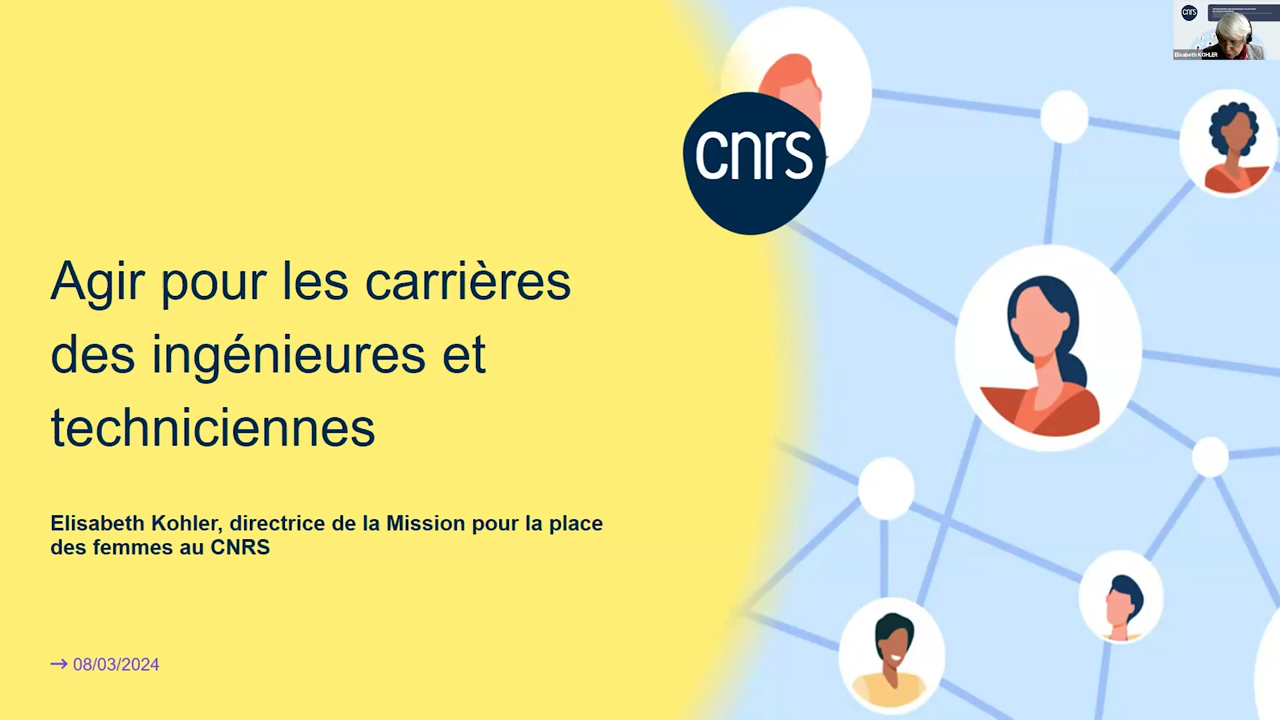 cnrs
Agir pour les carrières
des ingénieures et
techniciennes
Elisabeth Kohler, directrice de la Mission pour la place
des femmes au CNRS
→ 08/03/2024
cnrs
Elisabeth KOHLER